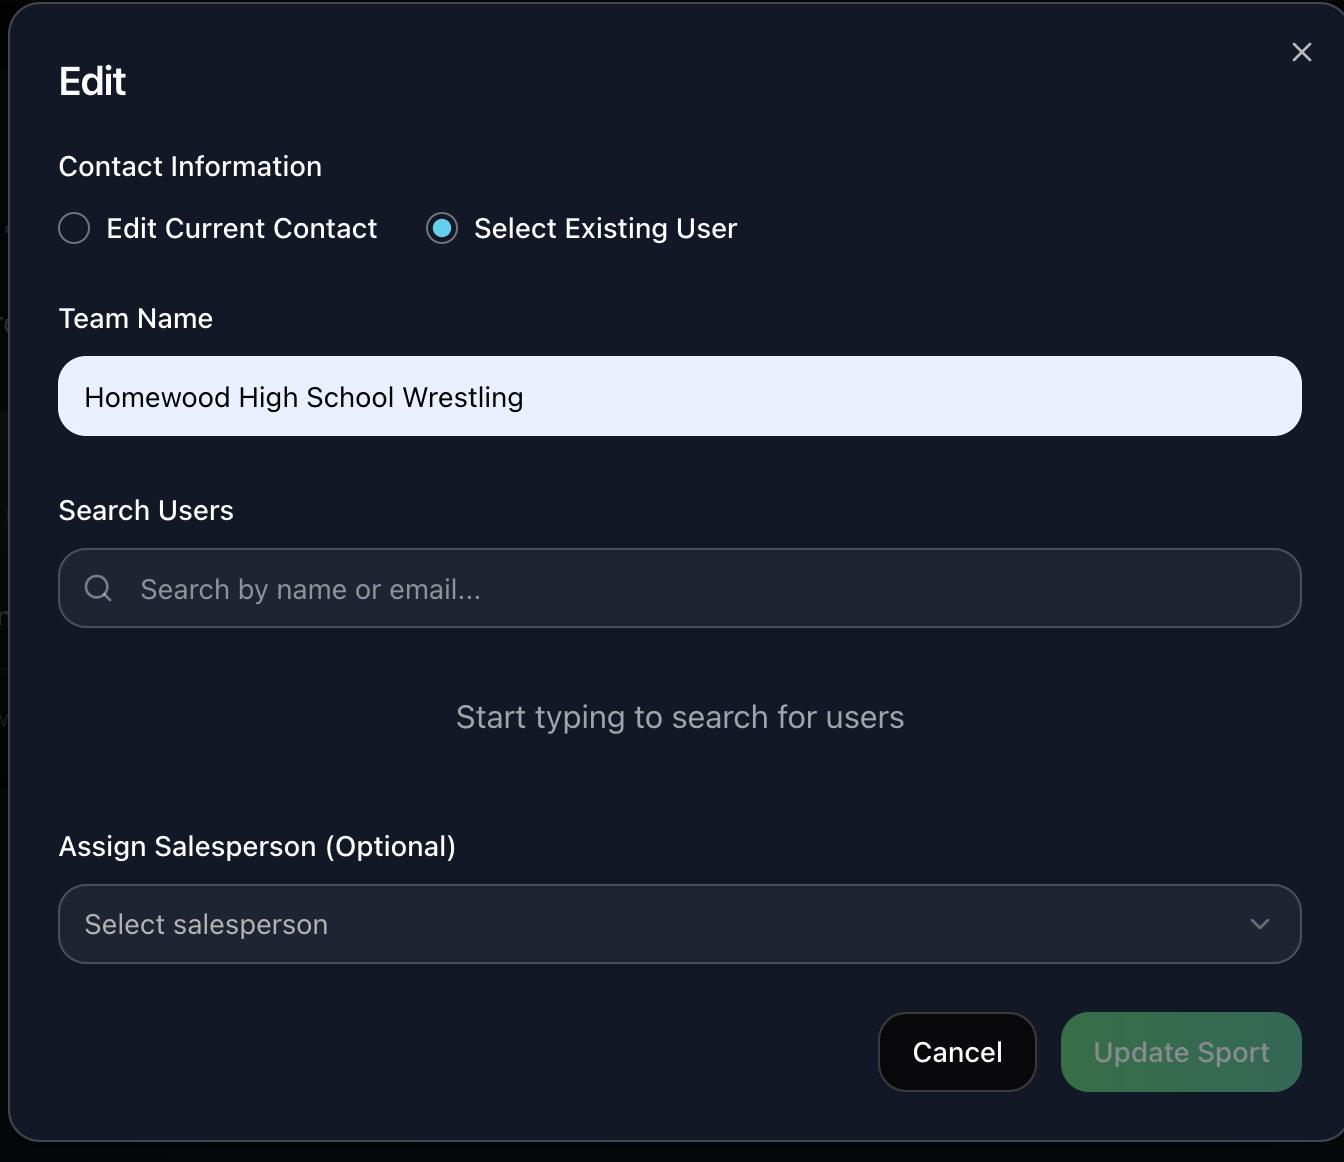 Edit
Contact Information
Edit Current Contact
Select Existing User
Team Name
Homewood High School Wrestling
Search Users
Search by name or email...
Start typing to search for users
Assign Salesperson (Optional)
Select salesperson
Cancel
Update Sport